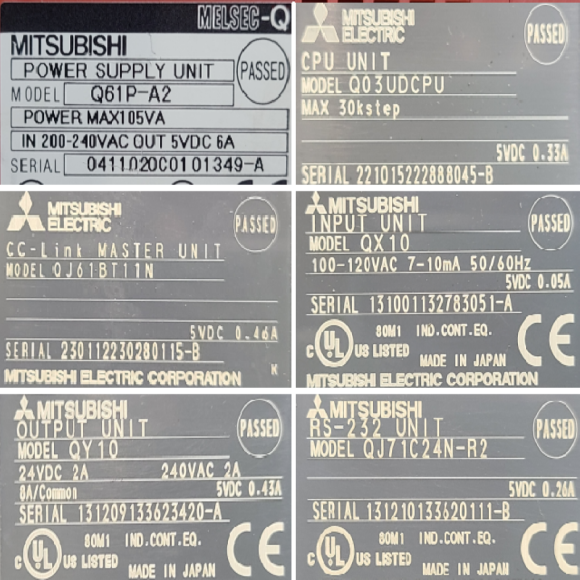 MELSEC-Q
MITSUBISHI
POWER SUPPLY UNIT
PASSED
MODEL Q61P-A2
POWER MAX105VA
IN 200-240VAC OUT 5VDC 6A
SERIAL 0411020C0101349-A
MITSUBISHI
ELECTRIC
PASSED
CPU UNIT
MODEL Q03UDCPU
MAX 30kstep
5VDC 0.33A
SERIAL 221015222888045-B
MITSUBISHI
ELECTRIC
PASSED
CC-Link MASTER UNIT
MODEL QJ61BT11N
5VDC 0.46A
SERIAL 230112230280115-B
MITSUBISHI ELECTRIC CORPORATION
K
MITSUBISHI
INPUT UNIT
PASSED
MODEL QX10
100-120VAC 7-10mA 50/60Hz
5VDC 0.05A
SERIAL 131001132783051-A
80M1 IND.CONT.EQ.
C UL US LISTED
MADE IN JAPAN
CE
MITSUBISHI ELECTRIC CORPORATION
MITSUBISHI
OUTPUT UNIT
PASSED
MODEL QY10
24VDC 2A 240VAC 2A
8A/Common 5VDC 0.43A
SERIAL 131209133623420-A
80M1 IND.CONT.EQ.
C UL US LISTED
MADE IN JAPAN
CE
MITSUBISHI
RS-232 UNIT
PASSED
MODEL QJ71C24N-R2
5VDC 0.26A
SERIAL 131210133620111-B
80M1 IND.CONT.EQ.
C UL US LISTED
MADE IN JAPAN
CE